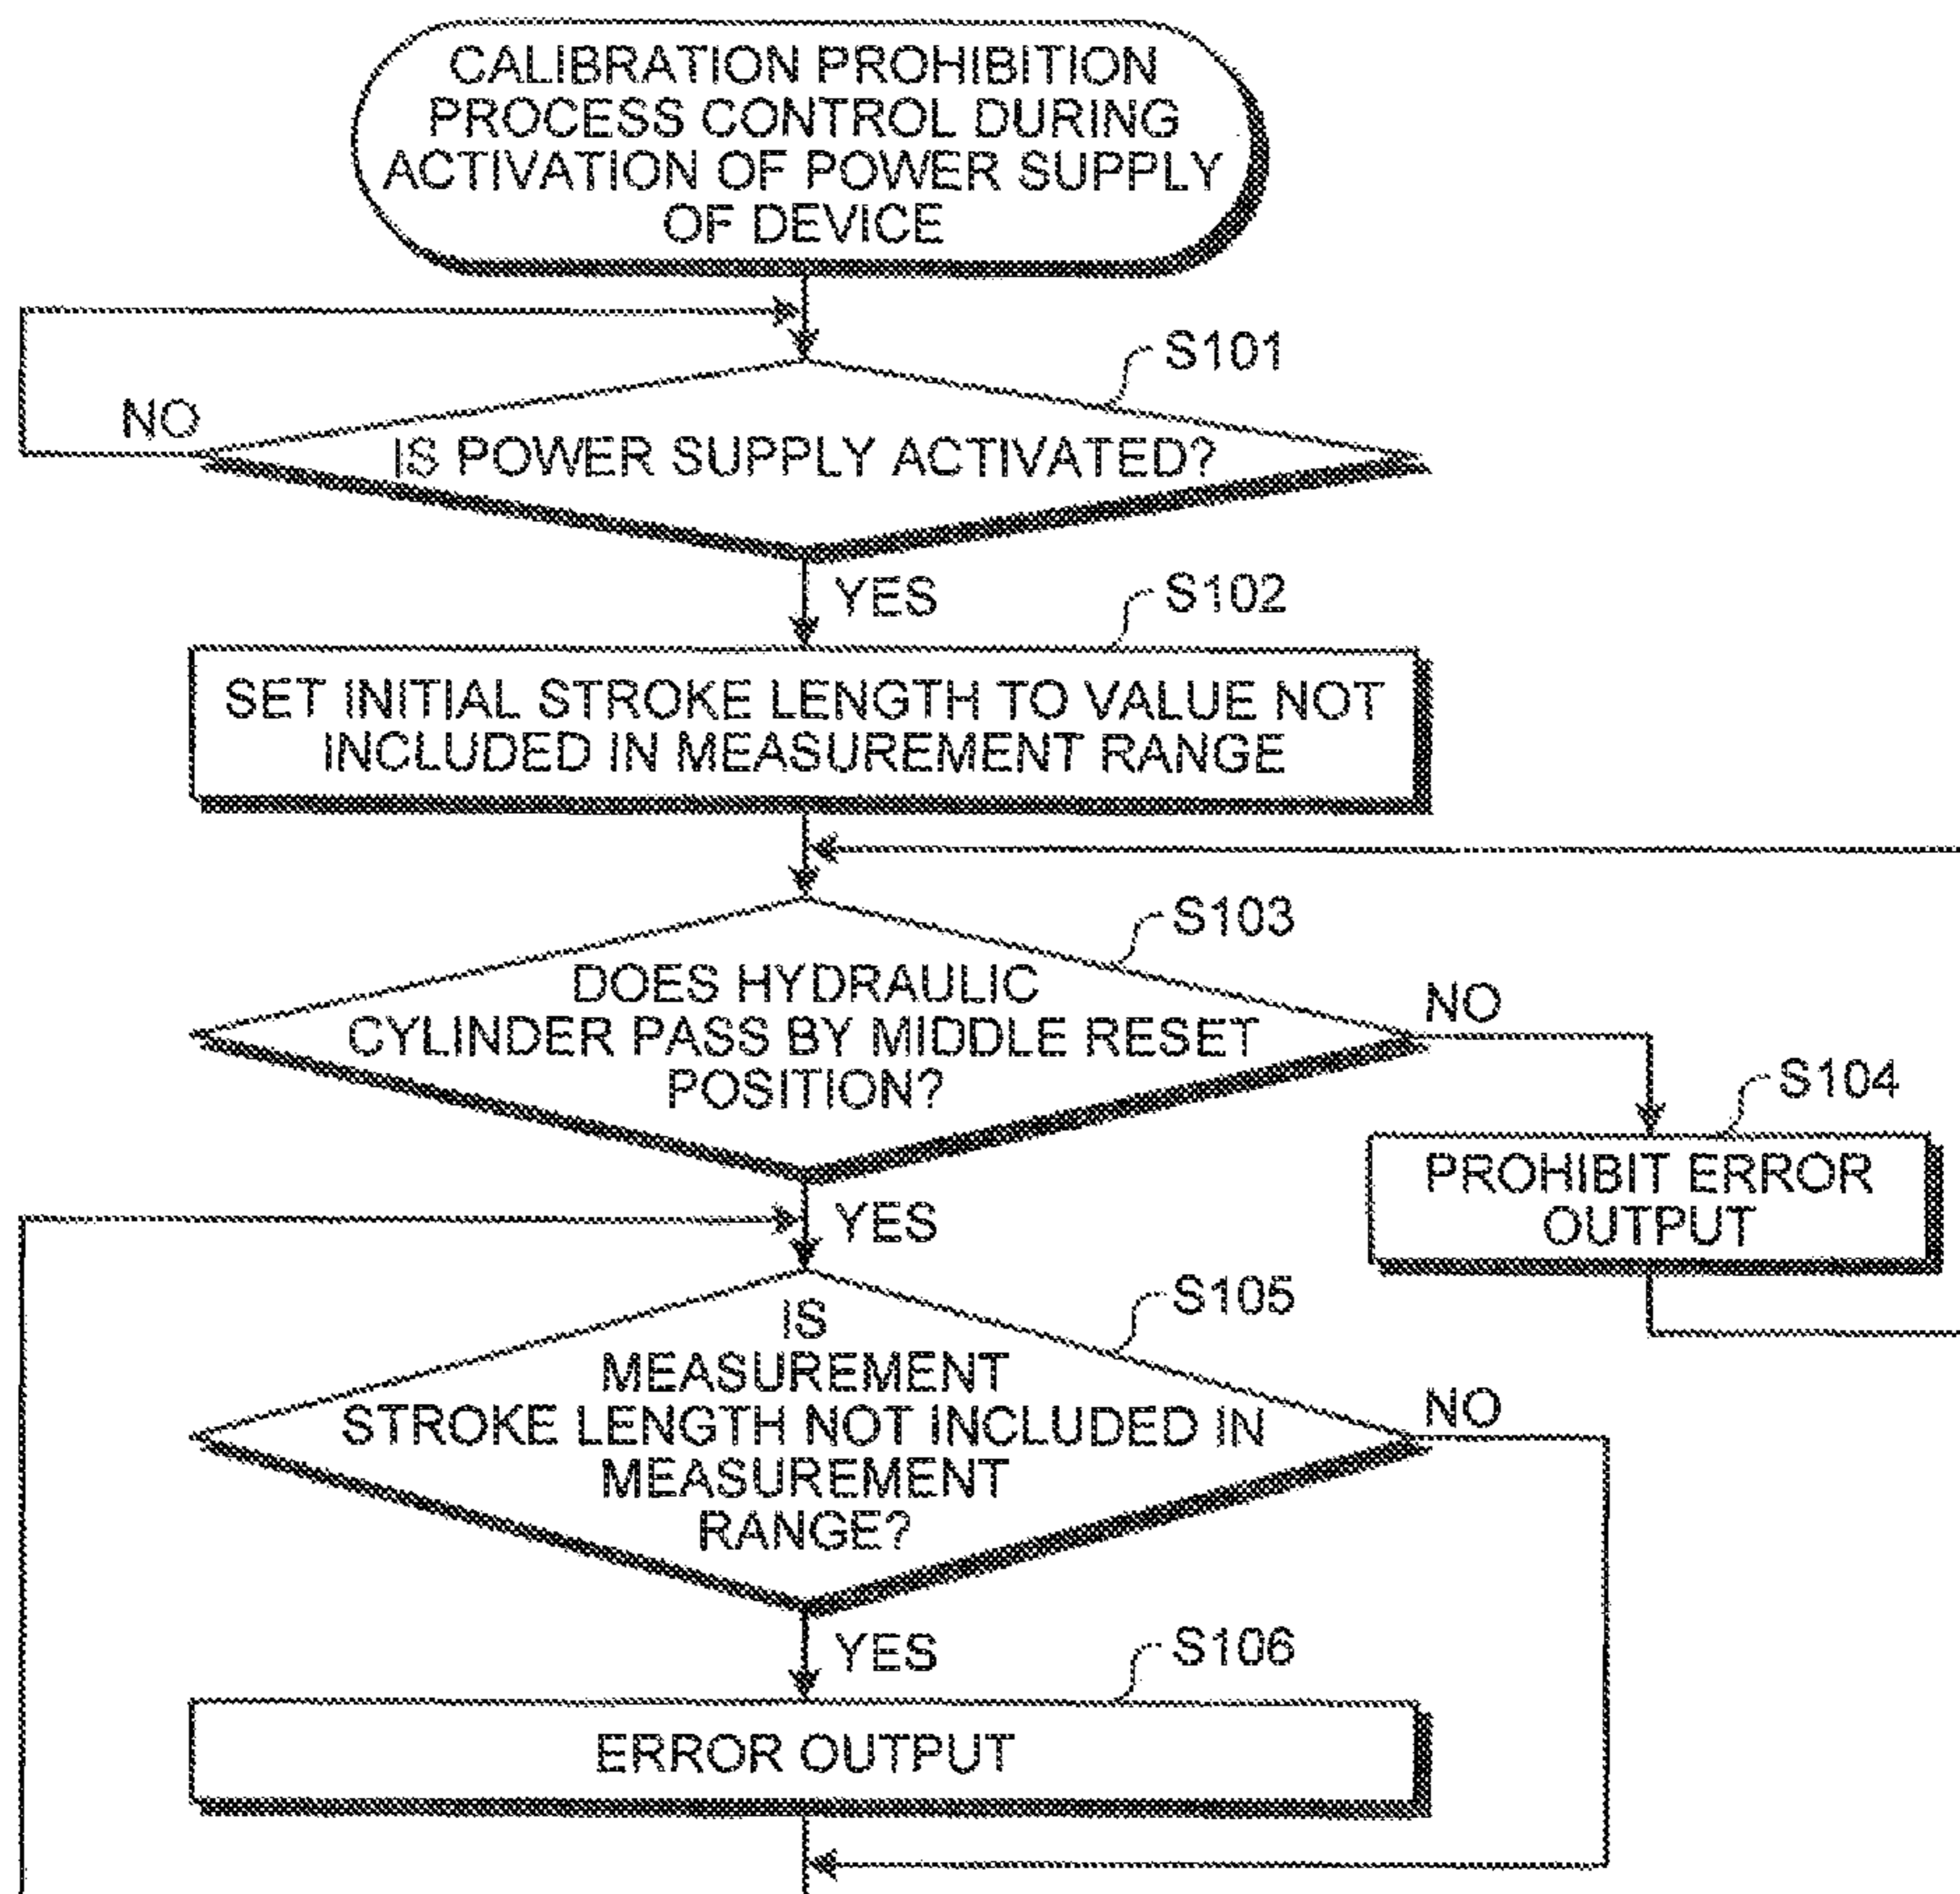 CALIBRATION PROHIBITION
PROCESS CONTROL DURING
ACTIVATION OF POWER SUPPLY
OF DEVICE
S101
NO
IS POWER SUPPLY ACTIVATED?
YES
S102
SET INITIAL STROKE LENGTH TO VALUE NOT
INCLUDED IN MEASUREMENT RANGE
S103
DOES HYDRAULIC
CYLINDER PASS BY MIDDLE RESET
POSITION?
NO
S104
PROHIBIT ERROR
OUTPUT
YES
S105
IS
MEASUREMENT
STROKE LENGTH NOT INCLUDED IN
MEASUREMENT
RANGE?
NO
YES
S106
ERROR OUTPUT